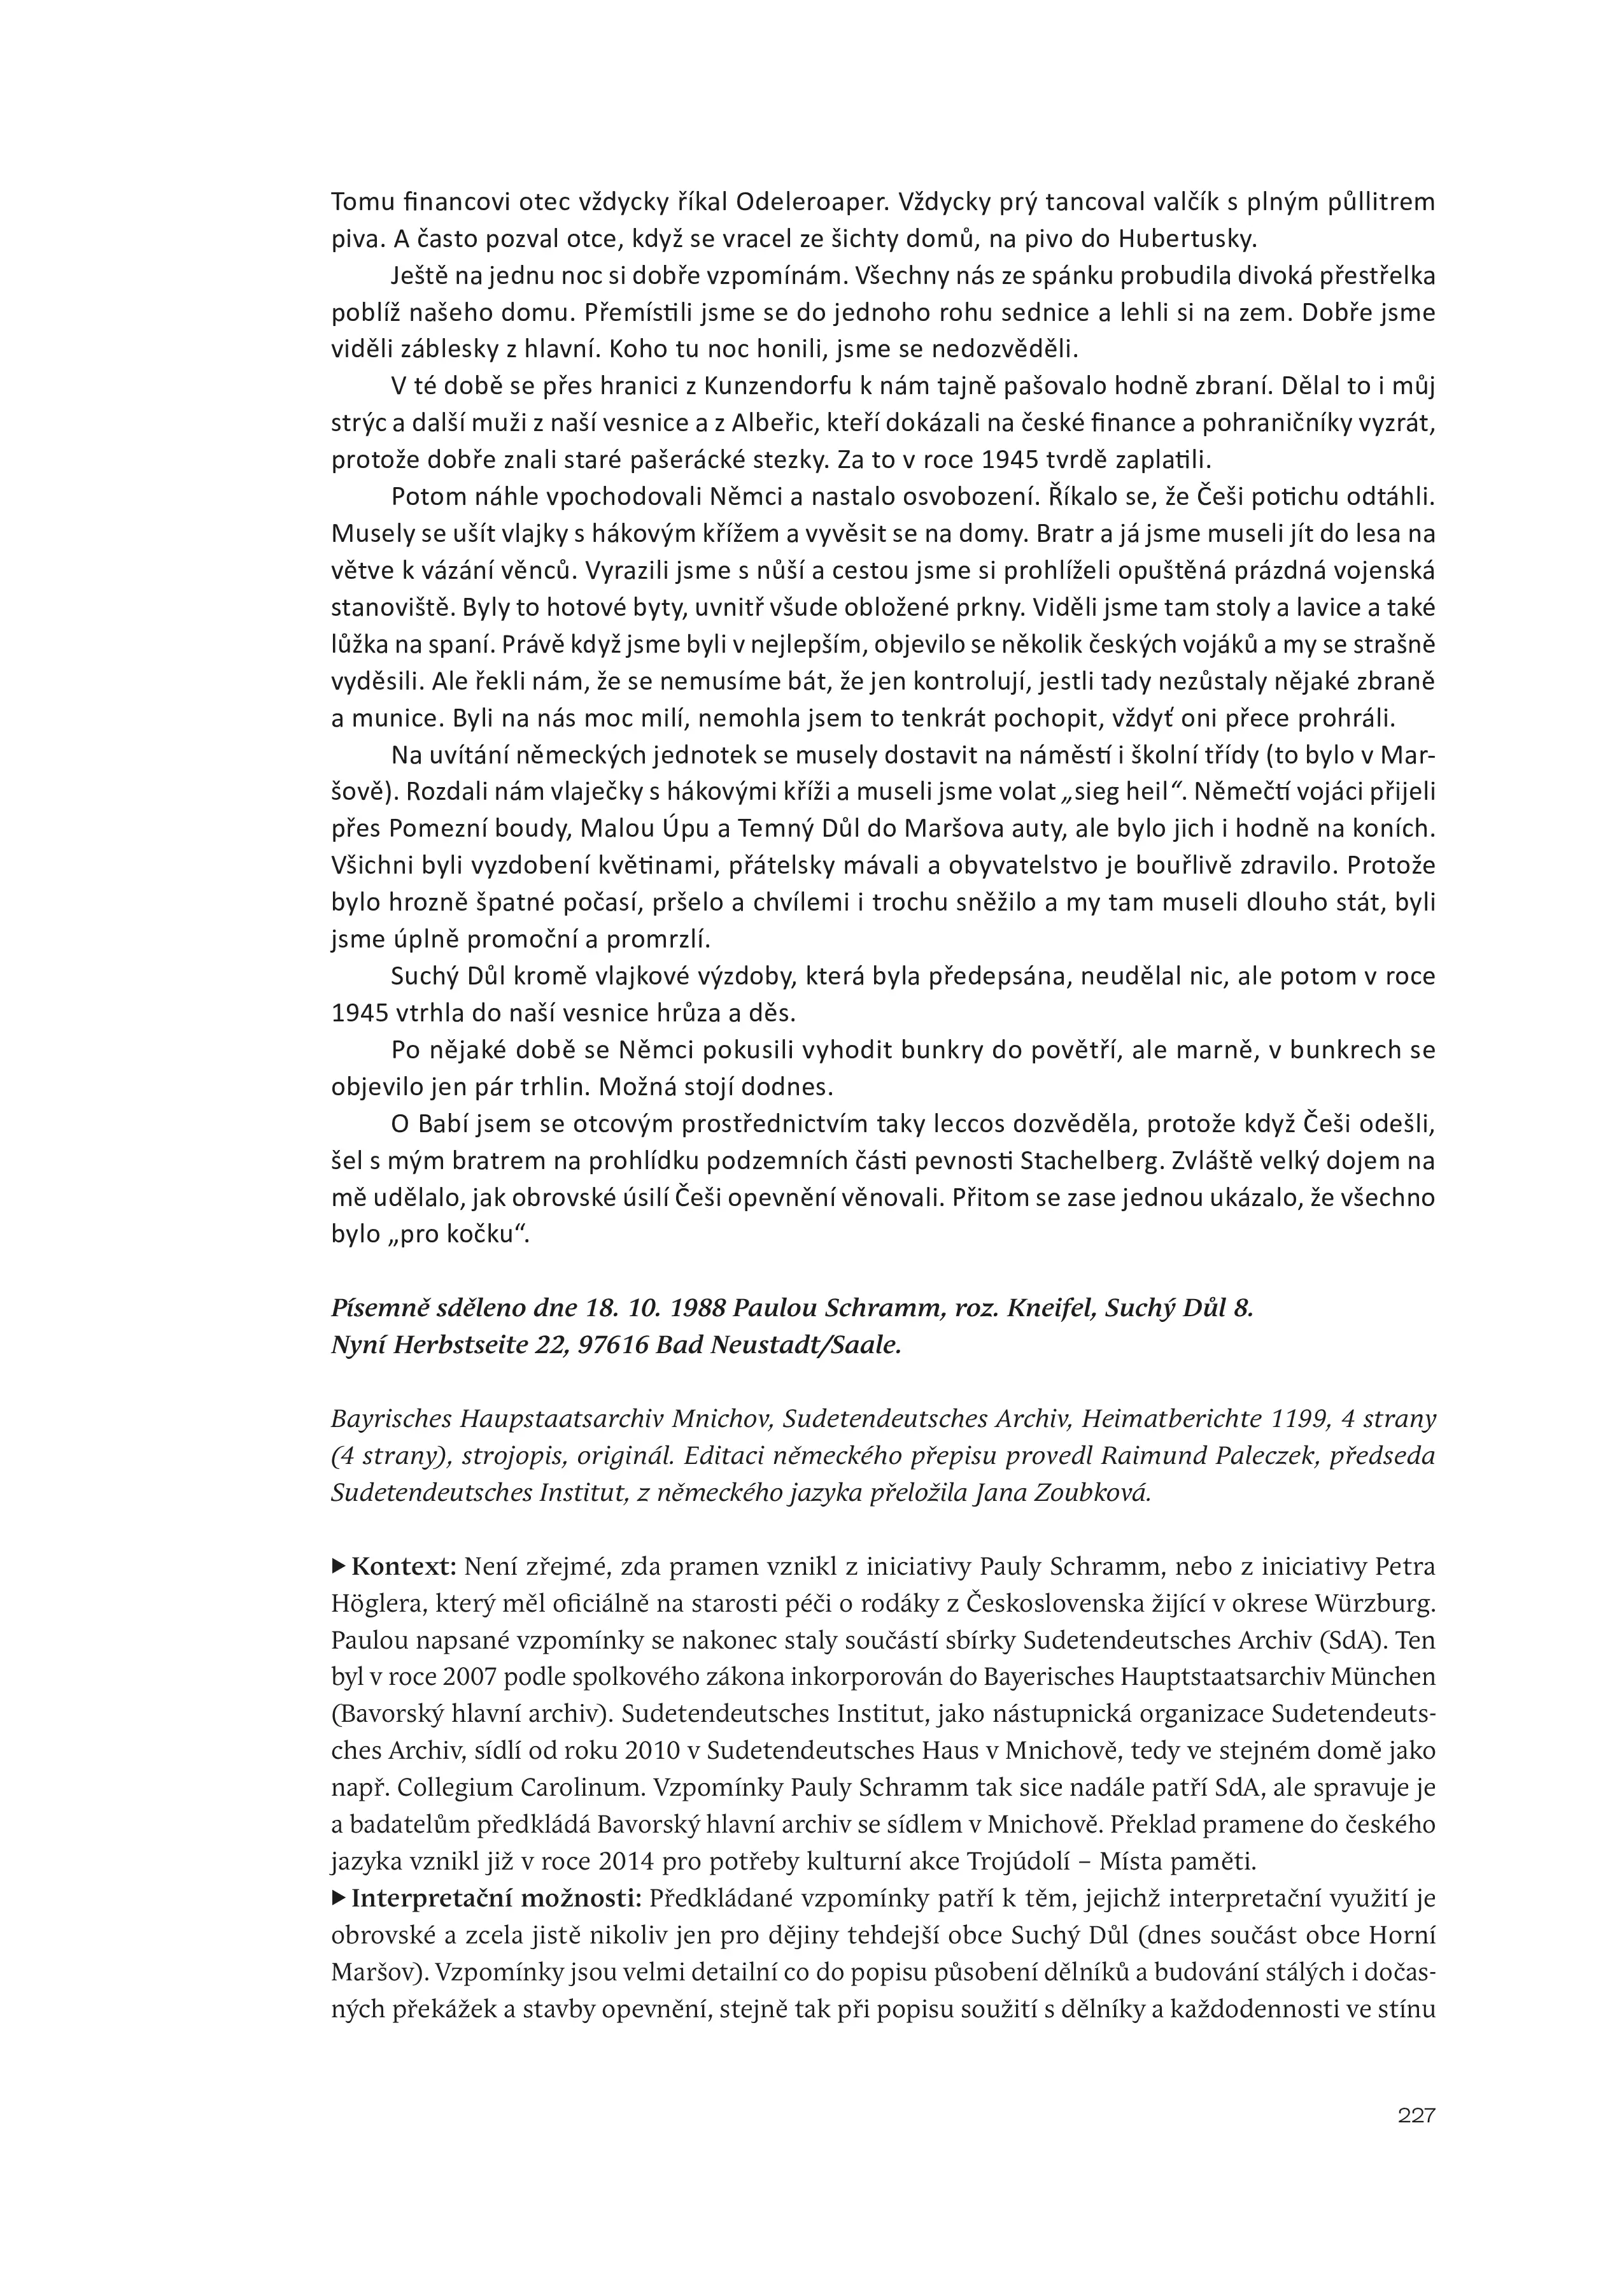 Tomu financovi otec vždycky říkal Odeleroaper. Vždycky prý tancoval valčík s plným půllitrem
piva. A často pozval otce, když se vracel ze šichty domů, na pivo do Hubertusky.
Ještě na jednu noc si dobře vzpomínám. Všechny nás ze spánku probudila divoká přestřelka
poblíž našeho domu. Přemístili jsme se do jednoho rohu sednice a lehli si na zem. Dobře jsme
viděli záblesky z hlavní. Koho tu noc honili, jsme se nedozvěděli.
V té době se přes hranici z Kunzendorfu k nám tajně pašovalo hodně zbraní. Dělal to i můj
strýc a další muži z naší vesnice a z Albeřic, kteří dokázali na české finance a pohraničníky vyzrát,
protože dobře znali staré pašerácké stezky. Za to v roce 1945 tvrdě zaplatili.
Potom náhle vpochodovali Němci a nastalo osvobození. Říkalo se, že Češi potichu odtáhli.
Musely se ušít vlajky s hákovým křížem a vyvěsit se na domy. Bratr a já jsme museli jít do lesa na
větve k vázání věnců. Vyrazili jsme s nůší a cestou jsme si prohlíželi opuštěná prázdná vojenská
stanoviště. Byly to hotové byty, uvnitř všude obložené prkny. Viděli jsme tam stoly a lavice a také
lůžka na spaní. Právě když jsme byli v nejlepším, objevilo se několik českých vojáků a my se strašně
vyděsili. Ale řekli nám, že se nemusíme bát, že jen kontrolují, jestli tady nezůstaly nějaké zbraně
a munice. Byli na nás moc milí, nemohla jsem to tenkrát pochopit, vždyť oni přece prohráli.
Na uvítání německých jednotek se musely dostavit na náměstí i školní třídy (to bylo v Mar-
šově). Rozdali nám vlaječky s hákovými kříži a museli jsme volat „sieg heil“. Němečtí vojáci přijeli
přes Pomezní boudy, Malou Úpu a Temný Důl do Maršova auty, ale bylo jich i hodně na koních.
Všichni byli vyzdobení květinami, přátelsky mávali a obyvatelstvo je bouřlivě zdravilo. Protože
bylo hrozně špatné počasí, pršelo a chvílemi i trochu sněžilo a my tam museli dlouho stát, byli
jsme úplně promoční a promrzlí.
Suchý Důl kromě vlajkové výzdoby, která byla předepsána, neudělal nic, ale potom v roce
1945 vtrhla do naší vesnice hrůza a děs.
Po nějaké době se Němci pokusili vyhodit bunkry do povětří, ale marně, v bunkrech se
objevilo jen pár trhlin. Možná stojí dodnes.
O Babí jsem se otcovým prostřednictvím taky leccos dozvěděla, protože když Češi odešli,
šel s mým bratrem na prohlídku podzemních části pevnosti Stachelberg. Zvláště velký dojem na
mě udělalo, jak obrovské úsilí Češi opevnění věnovali. Přitom se zase jednou ukázalo, že všechno
bylo „pro kočku“.
Písemně sděleno dne 18. 10. 1988 Paulou Schramm, roz. Kneifel, Suchý Důl 8.
Nyní Herbstseite 22, 97616 Bad Neustadt/Saale.
Bayrisches Haupstaatsarchiv Mnichov, Sudetendeutsches Archiv, Heimatberichte 1199, 4 strany
(4 strany), strojopis, originál. Editaci německého přepisu provedl Raimund Paleczek, předseda
Sudetendeutsches Institut, z německého jazyka přeložila Jana Zoubková.
▶ Kontext: Není zřejmé, zda pramen vznikl z iniciativy Pauly Schramm, nebo z iniciativy Petra
Höglera, který měl oficiálně na starosti péči o rodáky z Československa žijící v okrese Würzburg.
Paulou napsané vzpomínky se nakonec staly součástí sbírky Sudetendeutsches Archiv (SdA). Ten
byl v roce 2007 podle spolkového zákona inkorporován do Bayerisches Hauptstaatsarchiv München
(Bavorský hlavní archiv). Sudetendeutsches Institut, jako nástupnická organizace Sudetendeuts-
ches Archiv, sídlí od roku 2010 v Sudetendeutsches Haus v Mnichově, tedy ve stejném domě jako
např. Collegium Carolinum. Vzpomínky Pauly Schramm tak sice nadále patří SdA, ale spravuje je
a badatelům předkládá Bavorský hlavní archiv se sídlem v Mnichově. Překlad pramene do českého
jazyka vznikl již v roce 2014 pro potřeby kulturní akce Trojúdolí – Místa paměti.
▶ Interpretační možnosti: Předkládané vzpomínky patří k těm, jejichž interpretační využití je
obrovské a zcela jistě nikoliv jen pro dějiny tehdejší obce Suchý Důl (dnes součást obce Horní
Maršov). Vzpomínky jsou velmi detailní co do popisu působení dělníků a budování stálých i dočas-
ných překážek a stavby opevnění, stejně tak při popisu soužití s dělníky a každodennosti ve stínu
227